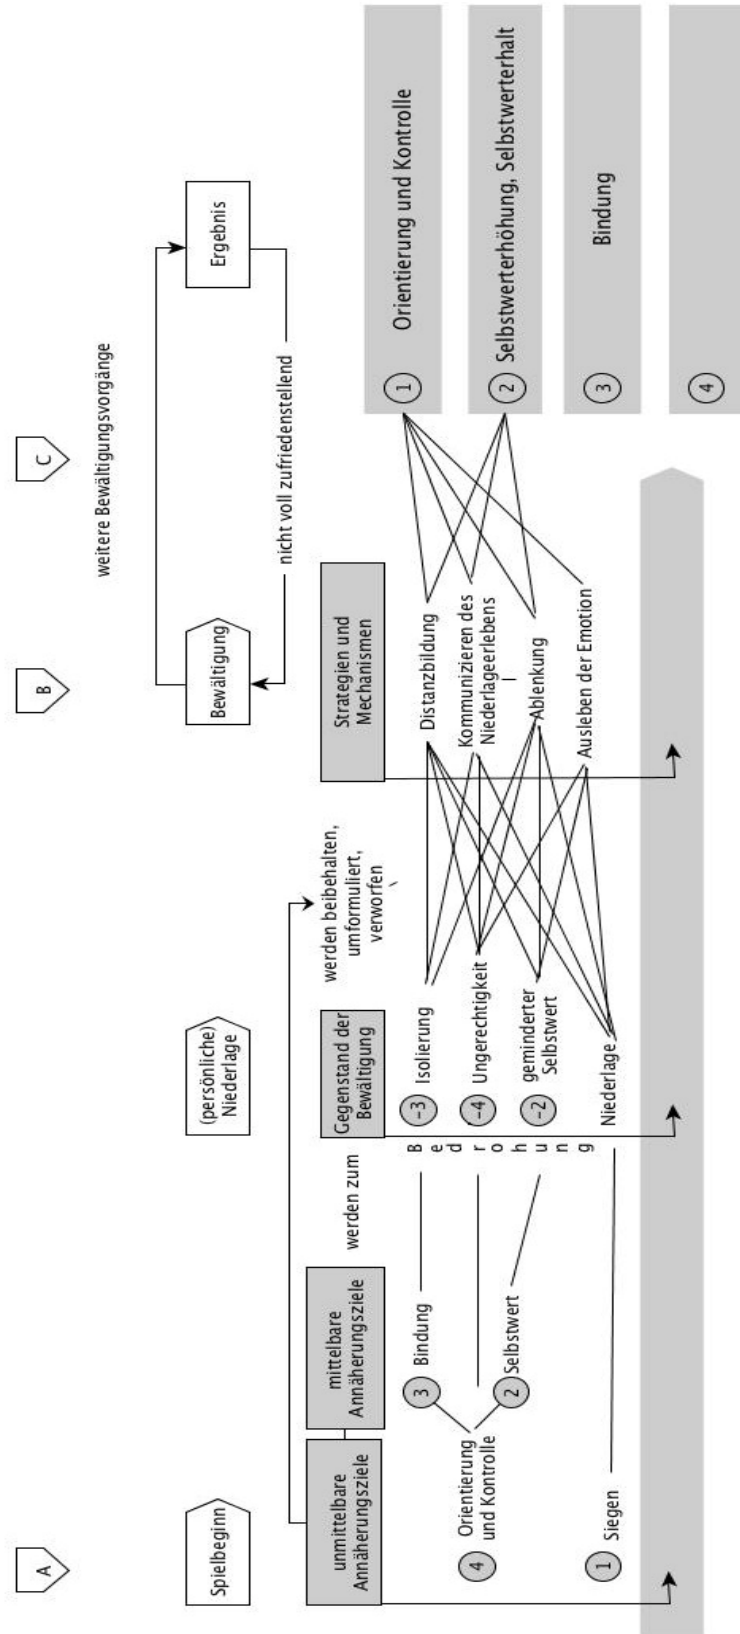 A
B
C
weitere Bewältigungsvorgänge
Spielbeginn
(persönliche)
Niederlage
Bewältigung
Ergebnis
nicht voll zufriedenstellend
unmittelbare
Annäherungsziele
mittelbare
Annäherungsziele
werden zum
Gegenstand der
Bewältigung
werden beibehalten,
umformuliert,
verworfen
Strategien und
Mechanismen
4 Orientierung
und Kontrolle
1 Siegen
3 Bindung
2 Selbstwert
Bedrohung
-3 Isolierung
-4 Ungerechtigkeit
-2 geminderter
Selbstwert
Niederlage
Distanzbildung
Kommunizieren des
Niederlageerlebens
Ablenkung
Ausleben der Emotion
1 Orientierung und Kontrolle
2 Selbstwerterhöhung, Selbstwerterhalt
3 Bindung
4